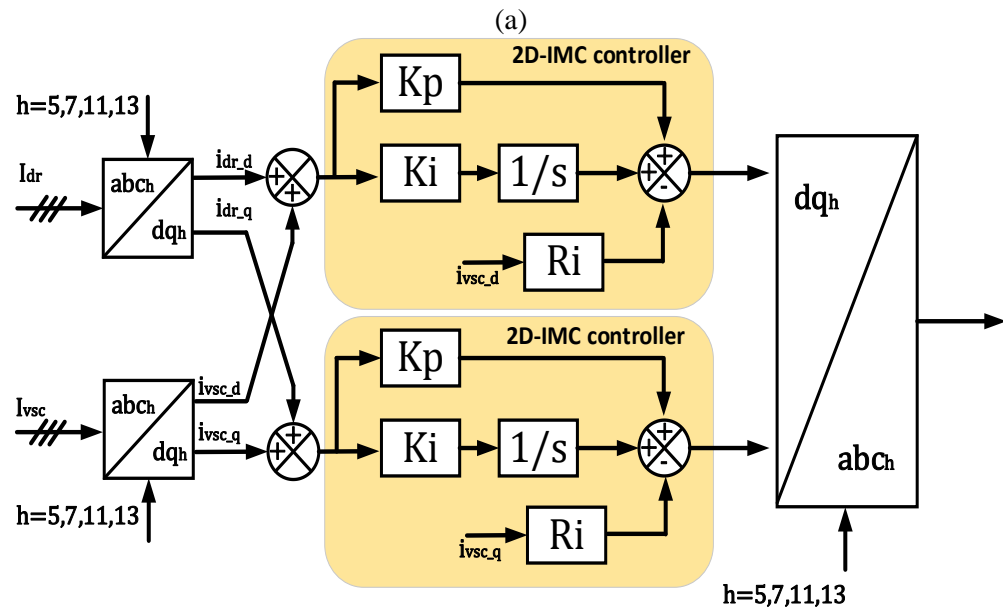 (a)
2D-IMC controller
Kp
h=5,7,11,13
Idr
abch
dqh
idr_d
idr_q
+
+
Ki
1/s
+
+
-
ivsc_d
Ri
dqh
abch
2D-IMC controller
Kp
Ivsc
abch
dqh
ivsc_d
ivsc_q
+
+
Ki
1/s
+
+
-
ivsc_q
Ri
h=5,7,11,13
h=5,7,11,13